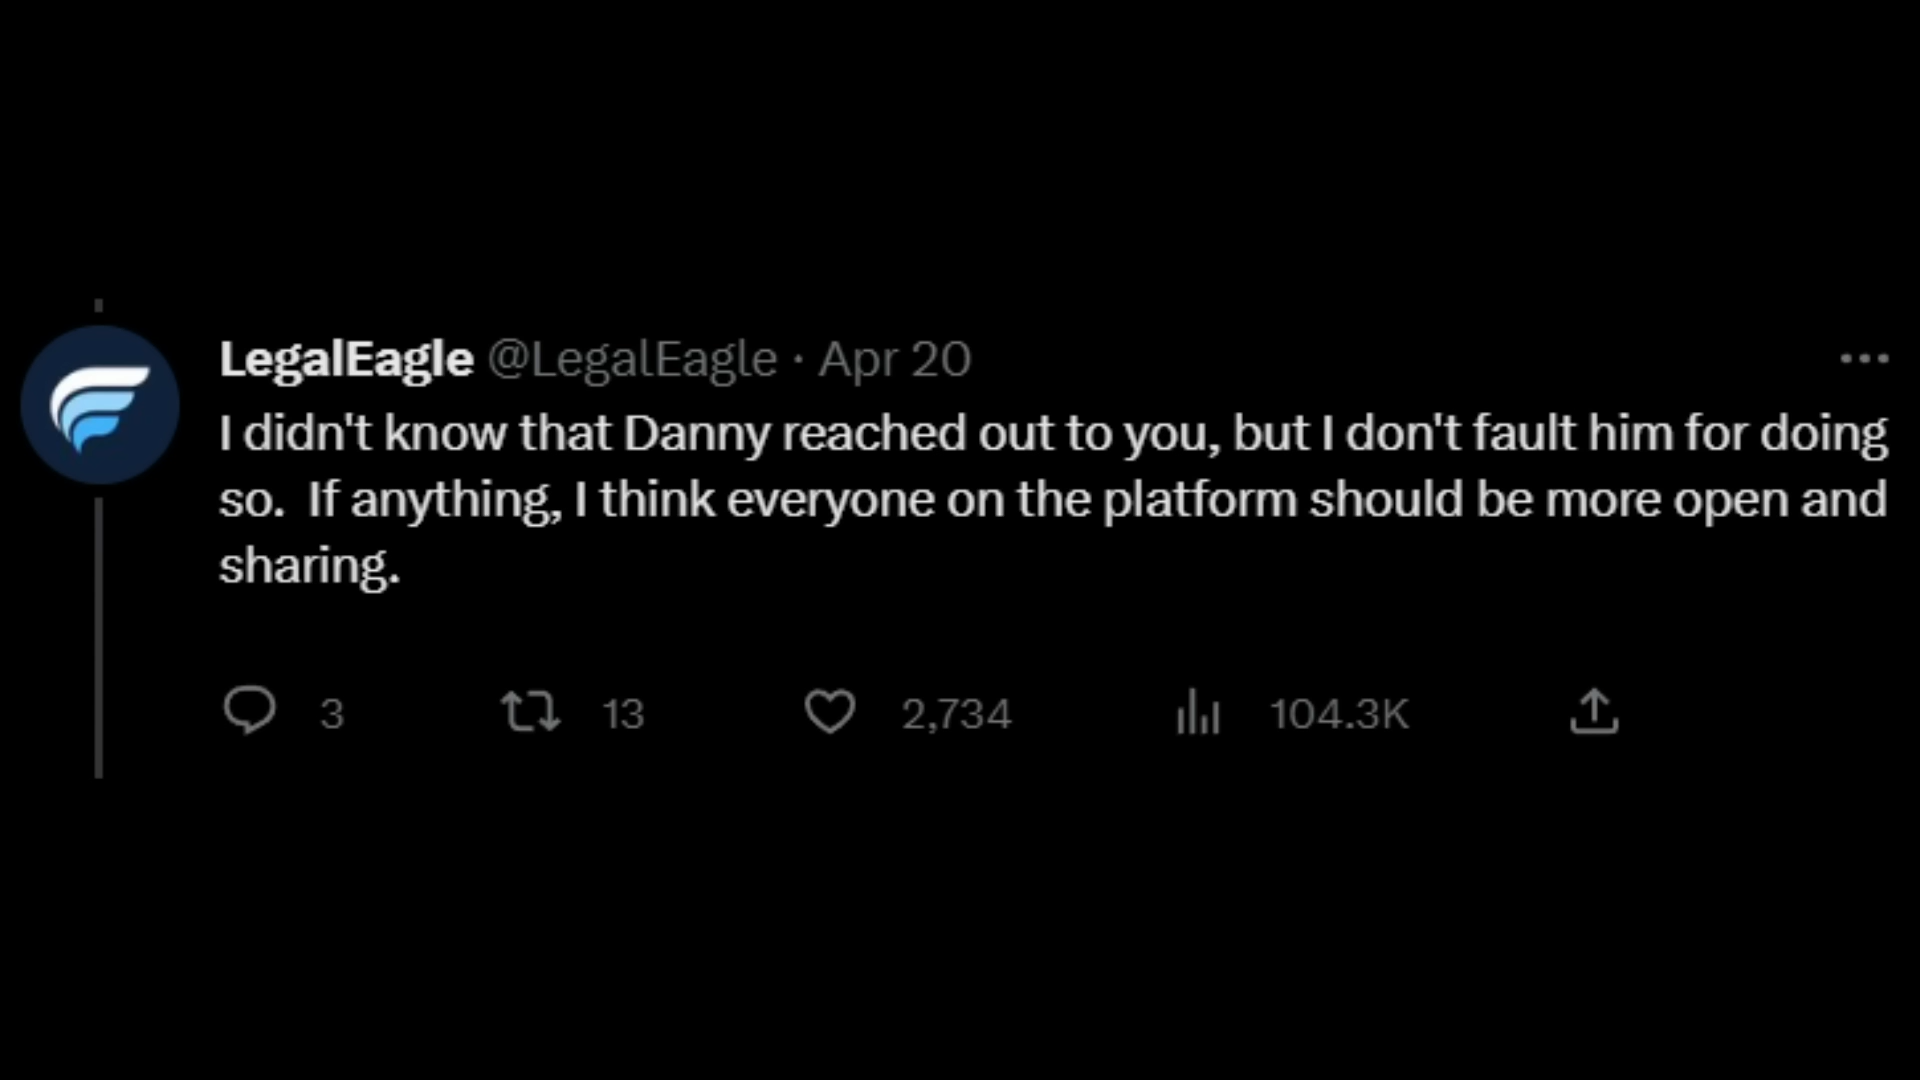 LegalEagle @LegalEagle · Apr 20
I didn't know that Danny reached out to you, but I don't fault him for doing
so.  If anything, I think everyone on the platform should be more open and
sharing.
3 13 2,734 104.3K